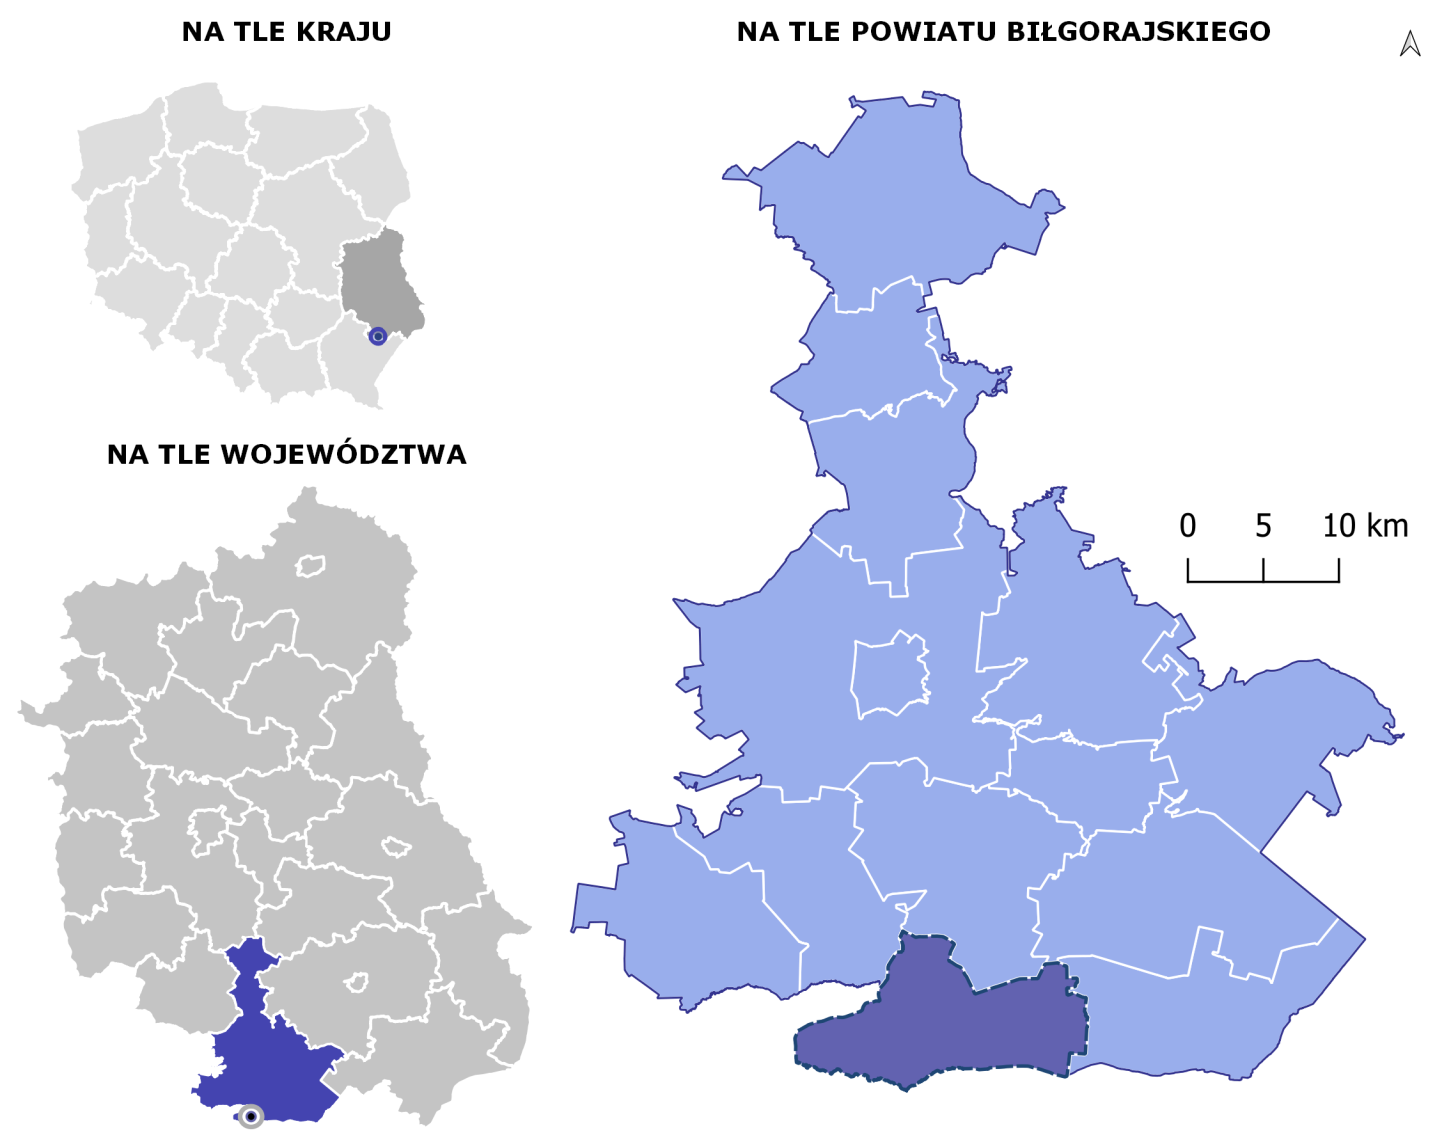 NA TLE KRAJU
NA TLE POWIATU BIŁGORAJSKIEGO
NA TLE WOJEWÓDZTWA
0 5 10 km